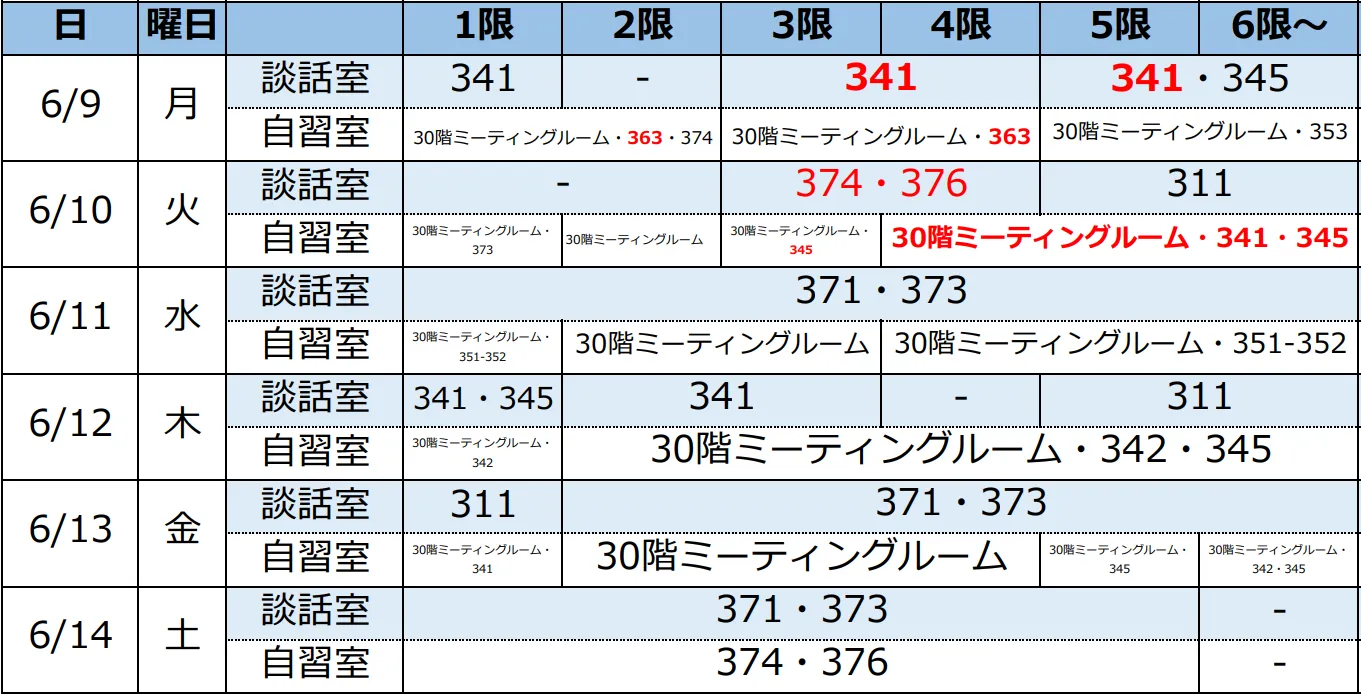 日 曜日 1限 2限 3限 4限 5限 6限～
6/9 月 談話室 341 - 341 341・345
自習室 30階ミーティングルーム・363・374 30階ミーティングルーム・363 30階ミーティングルーム・353
6/10 火 談話室 - 374・376 311
自習室 30階ミーティングルーム・ 30階ミーティングルーム 30階ミーティングルーム・ 30階ミーティングルーム・341・345
373 345
6/11 水 談話室 371・373
自習室 30階ミーティングルーム・ 30階ミーティングルーム 30階ミーティングルーム・351-352
351-352
6/12 木 談話室 341・345 341 - 311
自習室 30階ミーティングルーム・ 30階ミーティングルーム・342・345
342
6/13 金 談話室 311 371・373
自習室 30階ミーティングルーム・ 30階ミーティングルーム 30階ミーティングルーム・ 30階ミーティングルーム・
341 345 342・345
6/14 土 談話室 371・373 -
自習室 374・376 -